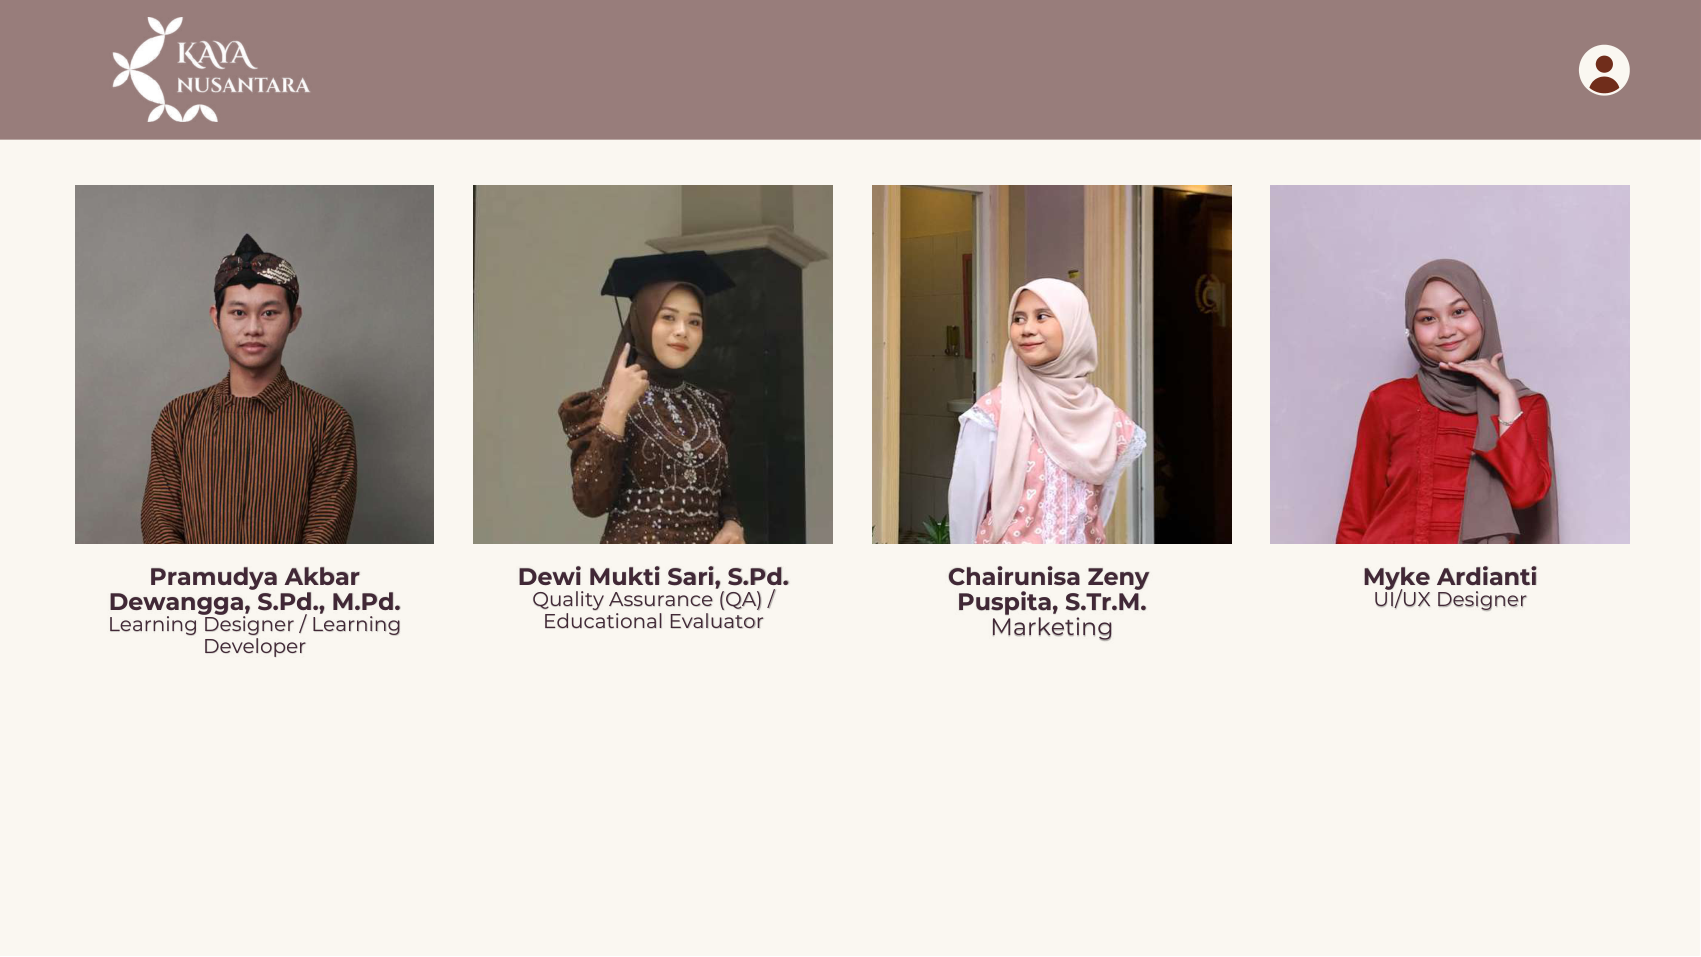 KAYA
NUSANTARA
Pramudya Akbar
Dewangga, S.Pd., M.Pd.
Learning Designer / Learning
Developer
Dewi Mukti Sari, S.Pd.
Quality Assurance (QA) /
Educational Evaluator
Chairunisa Zeny
Puspita, S.Tr.M.
Marketing
Myke Ardianti
UI/UX Designer